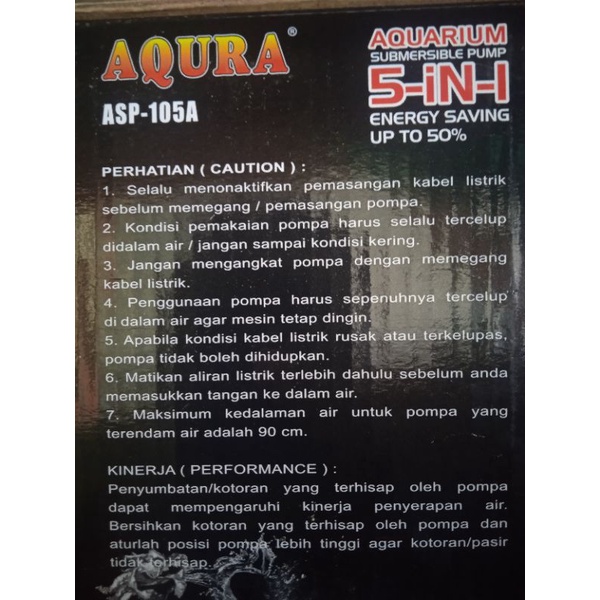 AQURA®
ASP-105A
AQUARIUM
SUBMERSIBLE PUMP
5-iN-1
ENERGY SAVING
UP TO 50%
PERHATIAN ( CAUTION ) :
1. Selalu menonaktifkan pemasangan kabel listrik
sebelum memegang / pemasangan pompa.
2. Kondisi pemakaian pompa harus selalu tercelup
didalam air / jangan sampai kondisi kering.
3. Jangan mengangkat pompa dengan memegang
kabel listrik.
4. Penggunaan pompa harus sepenuhnya tercelup
di dalam air agar mesin tetap dingin.
5. Apabila kondisi kabel listrik rusak atau terkelupas,
pompa tidak boleh dihidupkan.
6. Matikan aliran listrik terlebih dahulu sebelum anda
memasukkan tangan ke dalam air.
7. Maksimum kedalaman air untuk pompa yang
terendam air adalah 90 cm.
KINERJA ( PERFORMANCE ) :
Penyumbatan/kotoran yang terhisap oleh pompa
dapat mempengaruhi kinerja penyerapan air.
Bersihkan kotoran yang terhisap oleh pompa dan
aturlah posisi pompa lebih tinggi agar kotoran/pasir
tidak terhisap.